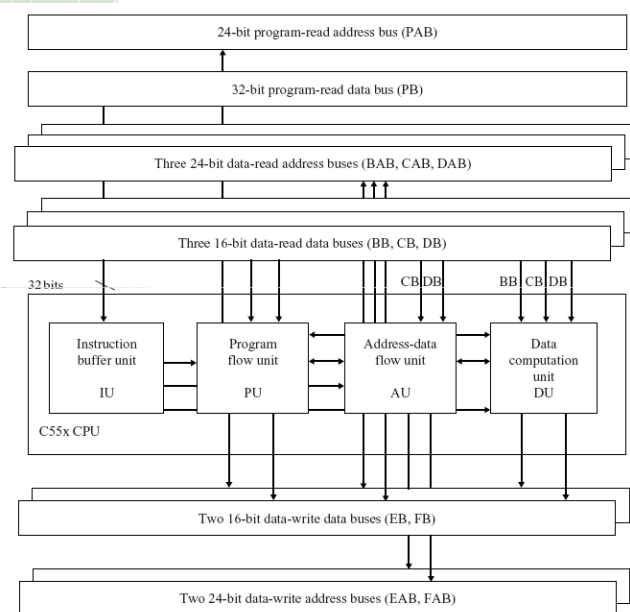 24-bit program-read address bus (PAB)
32-bit program-read data bus (PB)
Three 24-bit data-read address buses (BAB, CAB, DAB)
Three 16-bit data-read data buses (BB, CB, DB)
32 bits
CB DB
BB CB DB
Instruction
buffer unit
IU
Program
flow unit
PU
Address-data
flow unit
AU
Data
computation
unit
DU
C55x CPU
Two 16-bit data-write data buses (EB, FB)
Two 24-bit data-write address buses (EAB, FAB)